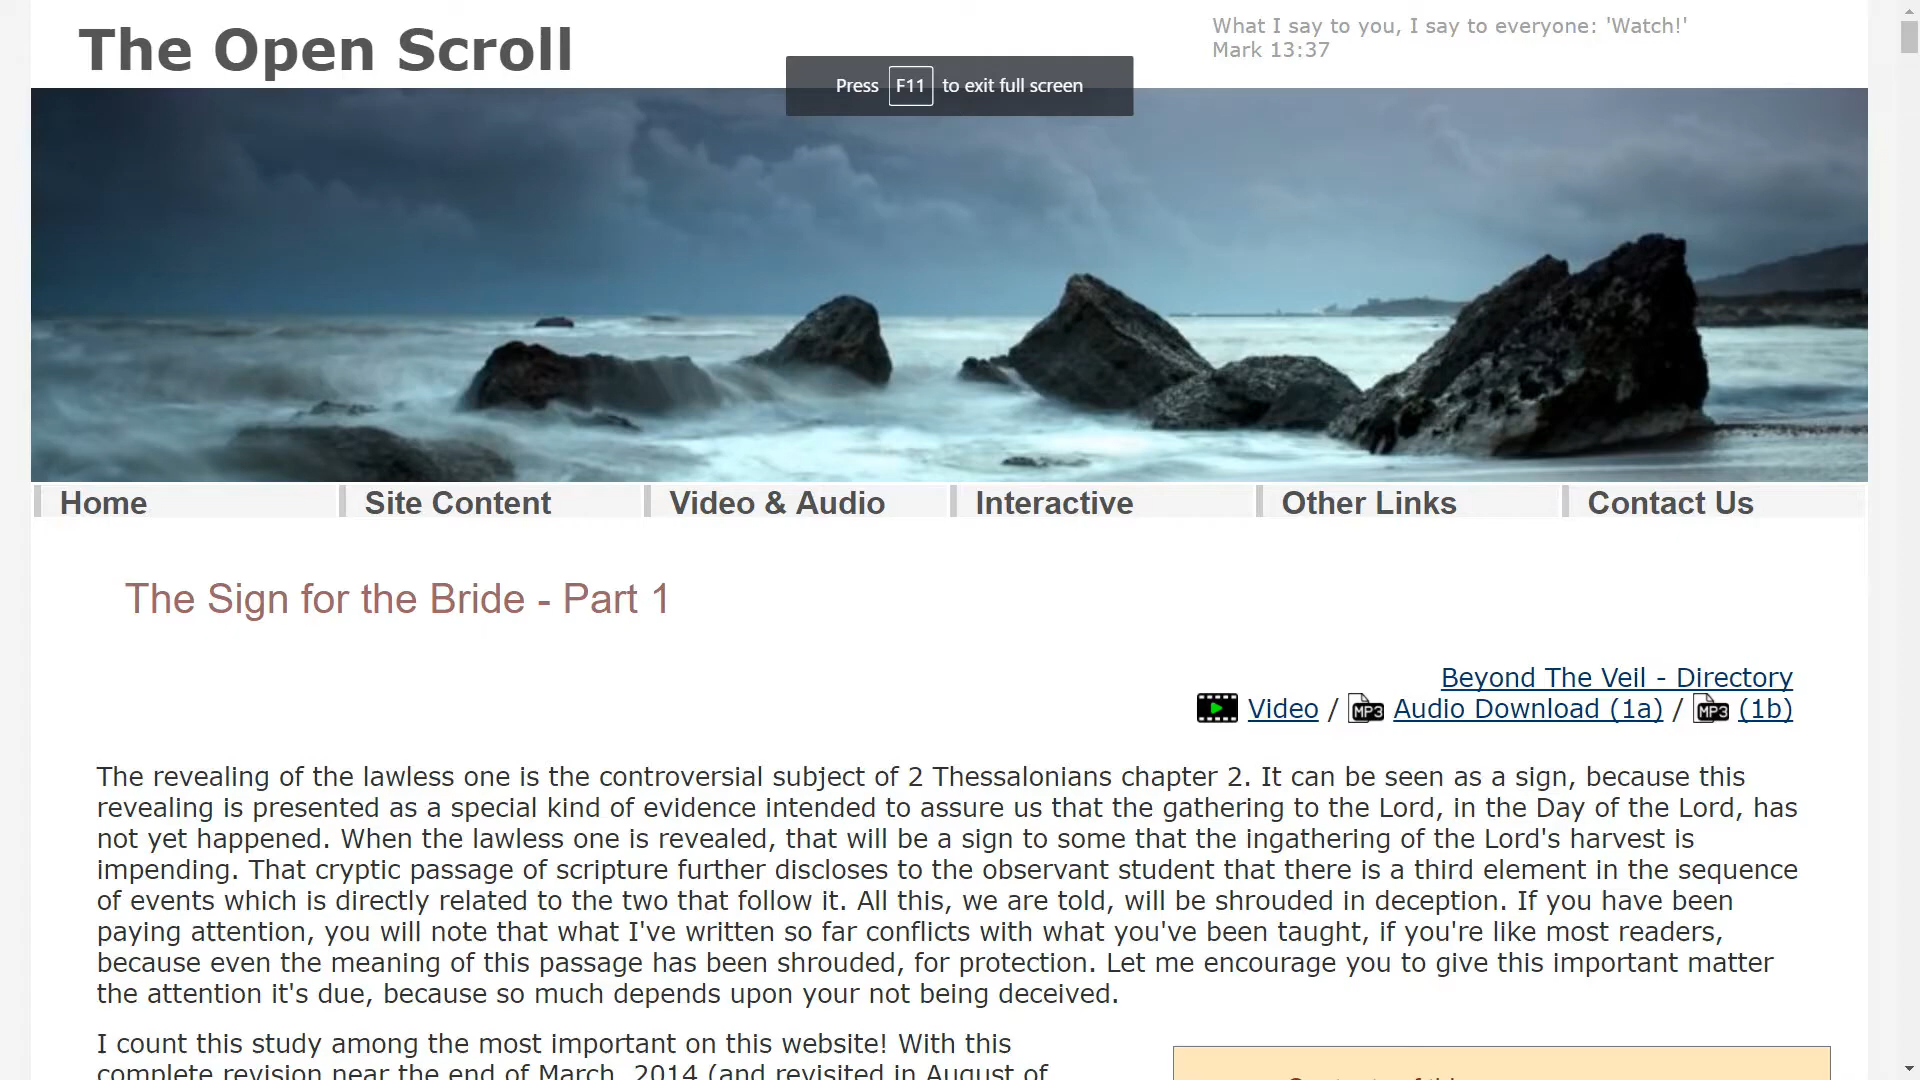 The Open Scroll
What I say to you, I say to everyone: 'Watch!'
Mark 13:37
Press F11 to exit full screen
Home
Site Content
Video & Audio
Interactive
Other Links
Contact Us
The Sign for the Bride - Part 1
Beyond The Veil - Directory
Video / MP3 Audio Download (1a) / MP3 (1b)
The revealing of the lawless one is the controversial subject of 2 Thessalonians chapter 2. It can be seen as a sign, because this
revealing is presented as a special kind of evidence intended to assure us that the gathering to the Lord, in the Day of the Lord, has
not yet happened. When the lawless one is revealed, that will be a sign to some that the ingathering of the Lord's harvest is
impending. That cryptic passage of scripture further discloses to the observant student that there is a third element in the sequence
of events which is directly related to the two that follow it. All this, we are told, will be shrouded in deception. If you have been
paying attention, you will note that what I've written so far conflicts with what you've been taught, if you're like most readers,
because even the meaning of this passage has been shrouded, for protection. Let me encourage you to give this important matter
the attention it's due, because so much depends upon your not being deceived.
I count this study among the most important on this website! With this
complete revision near the end of March, 2014 (and revisited in August of